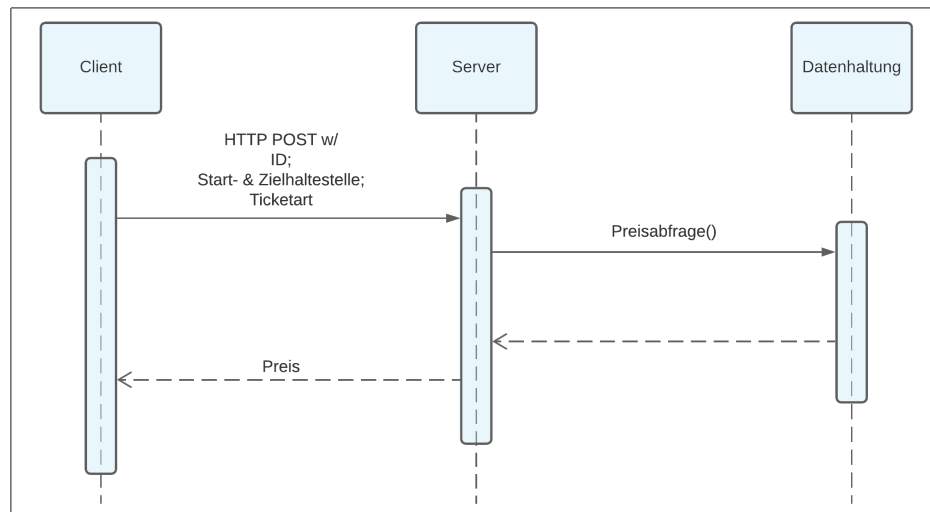 Client
Server
Datenhaltung
HTTP POST w/
ID;
Start- & Zielhaltestelle;
Ticketart
Preisabfrage()
Preis